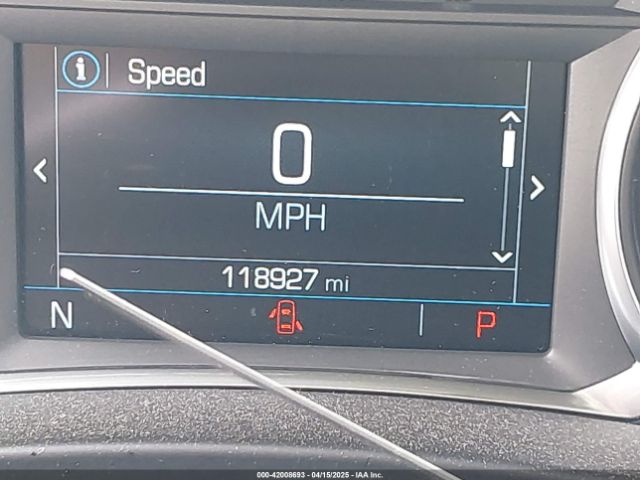 i Speed
0
MPH
118927 mi
N P
000-42008693 - 04/15/2025 - IAA Inc.